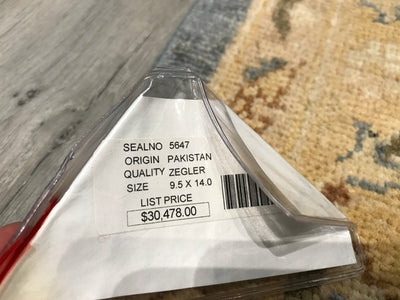 SEALNO 5647
ORIGIN PAKISTAN
QUALITY ZEGLER
SIZE 9.5 X 14.0
LIST PRICE
$30,478.00